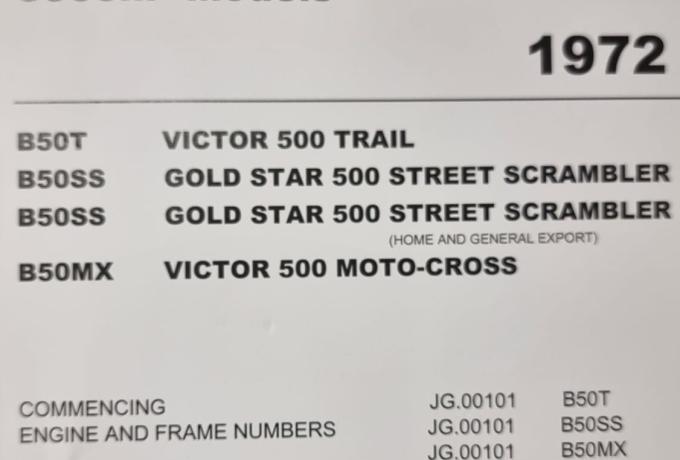 1972
B50T VICTOR 500 TRAIL
B50SS GOLD STAR 500 STREET SCRAMBLER
B50SS GOLD STAR 500 STREET SCRAMBLER
(HOME AND GENERAL EXPORT)
B50MX VICTOR 500 MOTO-CROSS
COMMENCING JG.00101 B50T
ENGINE AND FRAME NUMBERS JG.00101 B50SS
JG.00101 B50MX